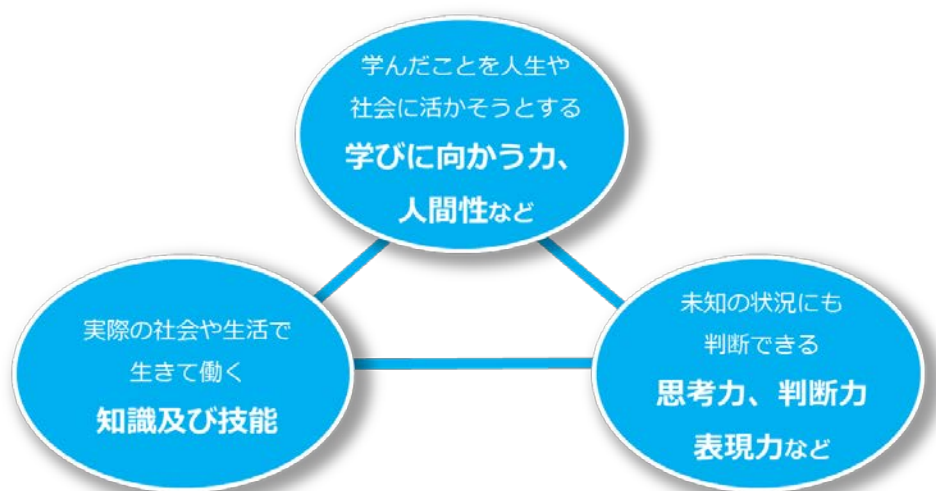 学んだことを人生や
社会に活かそうとする
学びに向かう力、
人間性など
実際の社会や生活で
生きて働く
知識及び技能
未知の状況にも
判断できる
思考力、判断力
表現力など